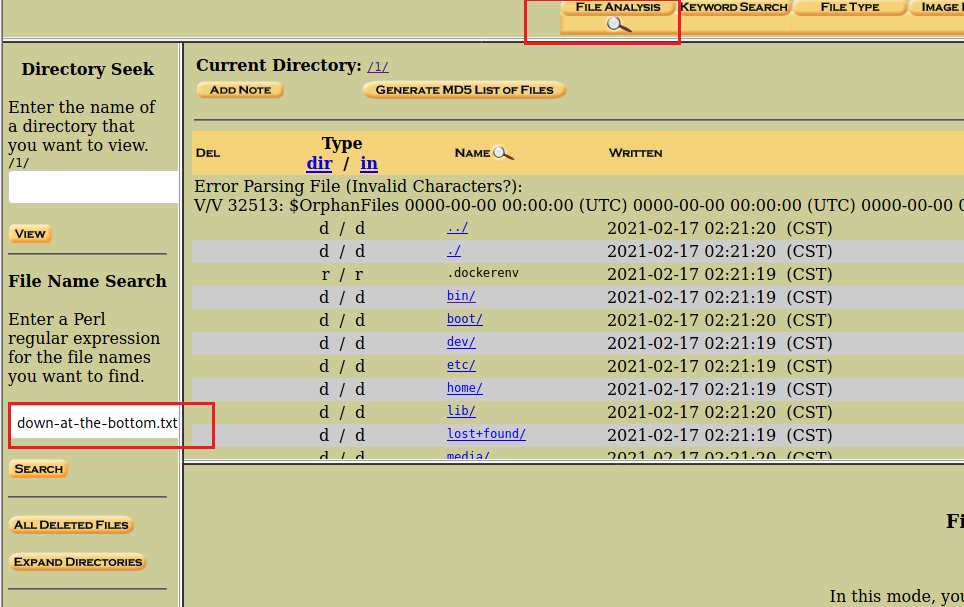 FILE ANALYSIS KEYWORD SEARCH FILE TYPE IMAGE
Directory Seek
Enter the name of
a directory that
you want to view.
/1/
VIEW
File Name Search
Enter a Perl
regular expression
for the file names
you want to find.
down-at-the-bottom.txt
SEARCH
ALL DELETED FILES
EXPAND DIRECTORIES
Current Directory: /1/
ADD NOTE GENERATE MD5 LIST OF FILES
DEL Type NAME WRITTEN
dir / in
Error Parsing File (Invalid Characters?):
V/V 32513: $OrphanFiles 0000-00-00 00:00:00 (UTC) 0000-00-00 00:00:00 (UTC) 0000-00-00 0
d / d ../ 2021-02-17 02:21:20 (CST)
d / d ./ 2021-02-17 02:21:20 (CST)
r / r .dockerenv 2021-02-17 02:21:19 (CST)
d / d bin/ 2021-02-17 02:21:19 (CST)
d / d boot/ 2021-02-17 02:21:20 (CST)
d / d dev/ 2021-02-17 02:21:19 (CST)
d / d etc/ 2021-02-17 02:21:19 (CST)
d / d home/ 2021-02-17 02:21:19 (CST)
d / d lib/ 2021-02-17 02:21:20 (CST)
d / d lost+found/ 2021-02-17 02:21:19 (CST)
d / d media/ 2021-02-17 02:21:20 (CST)
In this mode, you